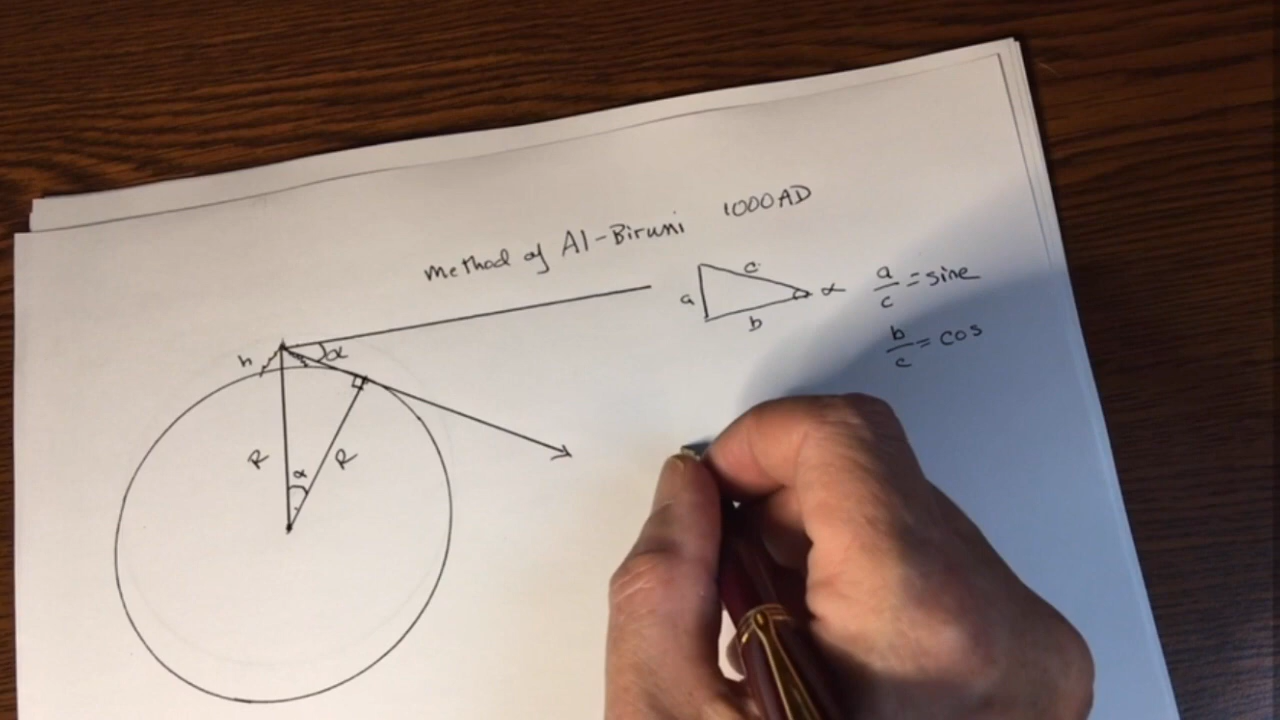 Method of Al-Biruni 1000AD
c
a
b
α
a/c = sine
b/c = cos
h
α
R
R
α